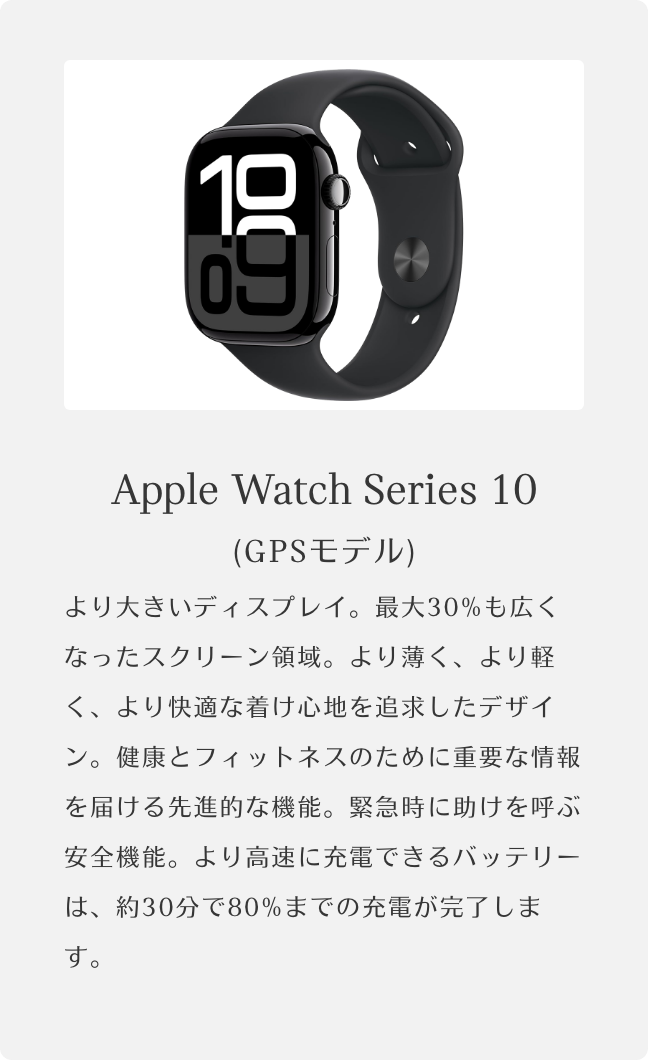 10
09
Apple Watch Series 10
(GPSモデル)
より大きいディスプレイ。最大30%も広く
なったスクリーン領域。より薄く、より軽
く、より快適な着け心地を追求したデザイ
ン。健康とフィットネスのために重要な情報
を届ける先進的な機能。緊急時に助けを呼ぶ
安全機能。より高速に充電できるバッテリー
は、約30分で80%までの充電が完了しま
す。